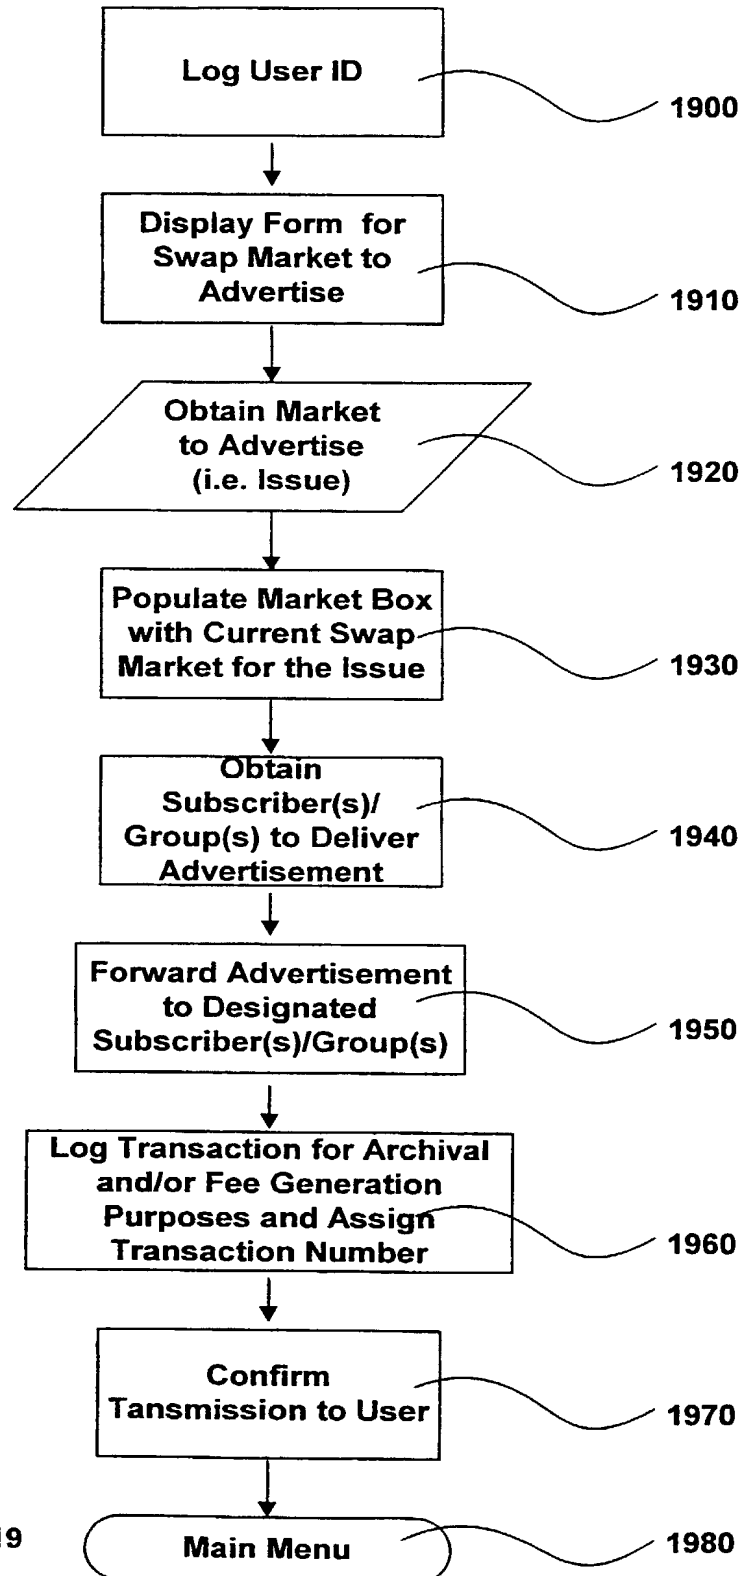 Log User ID
1900
Display Form for
Swap Market to
Advertise
1910
Obtain Market
to Advertise
(i.e. Issue)
1920
Populate Market Box
with Current Swap
Market for the Issue
1930
Obtain
Subscriber(s)/
Group(s) to Deliver
Advertisement
1940
Forward Advertisement
to Designated
Subscriber(s)/Group(s)
1950
Log Transaction for Archival
and/or Fee Generation
Purposes and Assign
Transaction Number
1960
Confirm
Tansmission to User
1970
19
Main Menu
1980